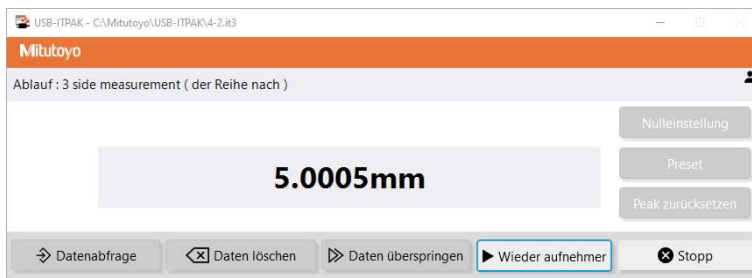 USB-ITPAK - C:\Mitutoyo\USB-ITPAK\4-2.it3
Mitutoyo
Ablauf : 3 side measurement ( der Reihe nach )
Nulleinstellung
5.0005mm
Preset
Peak zurücksetzen
Datenabfrage Daten löschen Daten überspringen Wieder aufnehmer Stopp